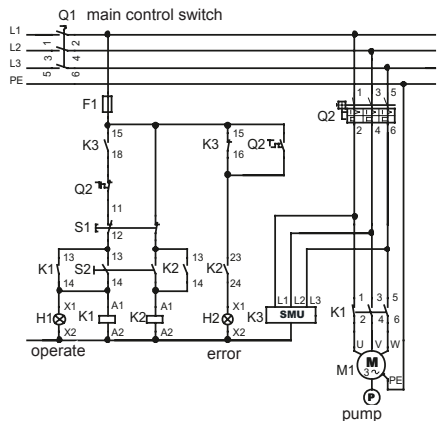 Q1 main control switch
L1
1 2
L2
3 4
L3
5 6
PE
F1
1 3 5
Q2
2 4 6
K3 15 18
K3 15 16
Q2
Q2
11
S1
12
K1 13 14
S2 13 14
13
K2
14
K2 23 24
L1 L2 L3
K3 SMU
K1 1 3 5
2 4 6
H1 X1 X2
K1 A1 A2
K2 A1 A2
H2 X1 X2
U V W
M
3~
M1
PE
P
operate
error
pump